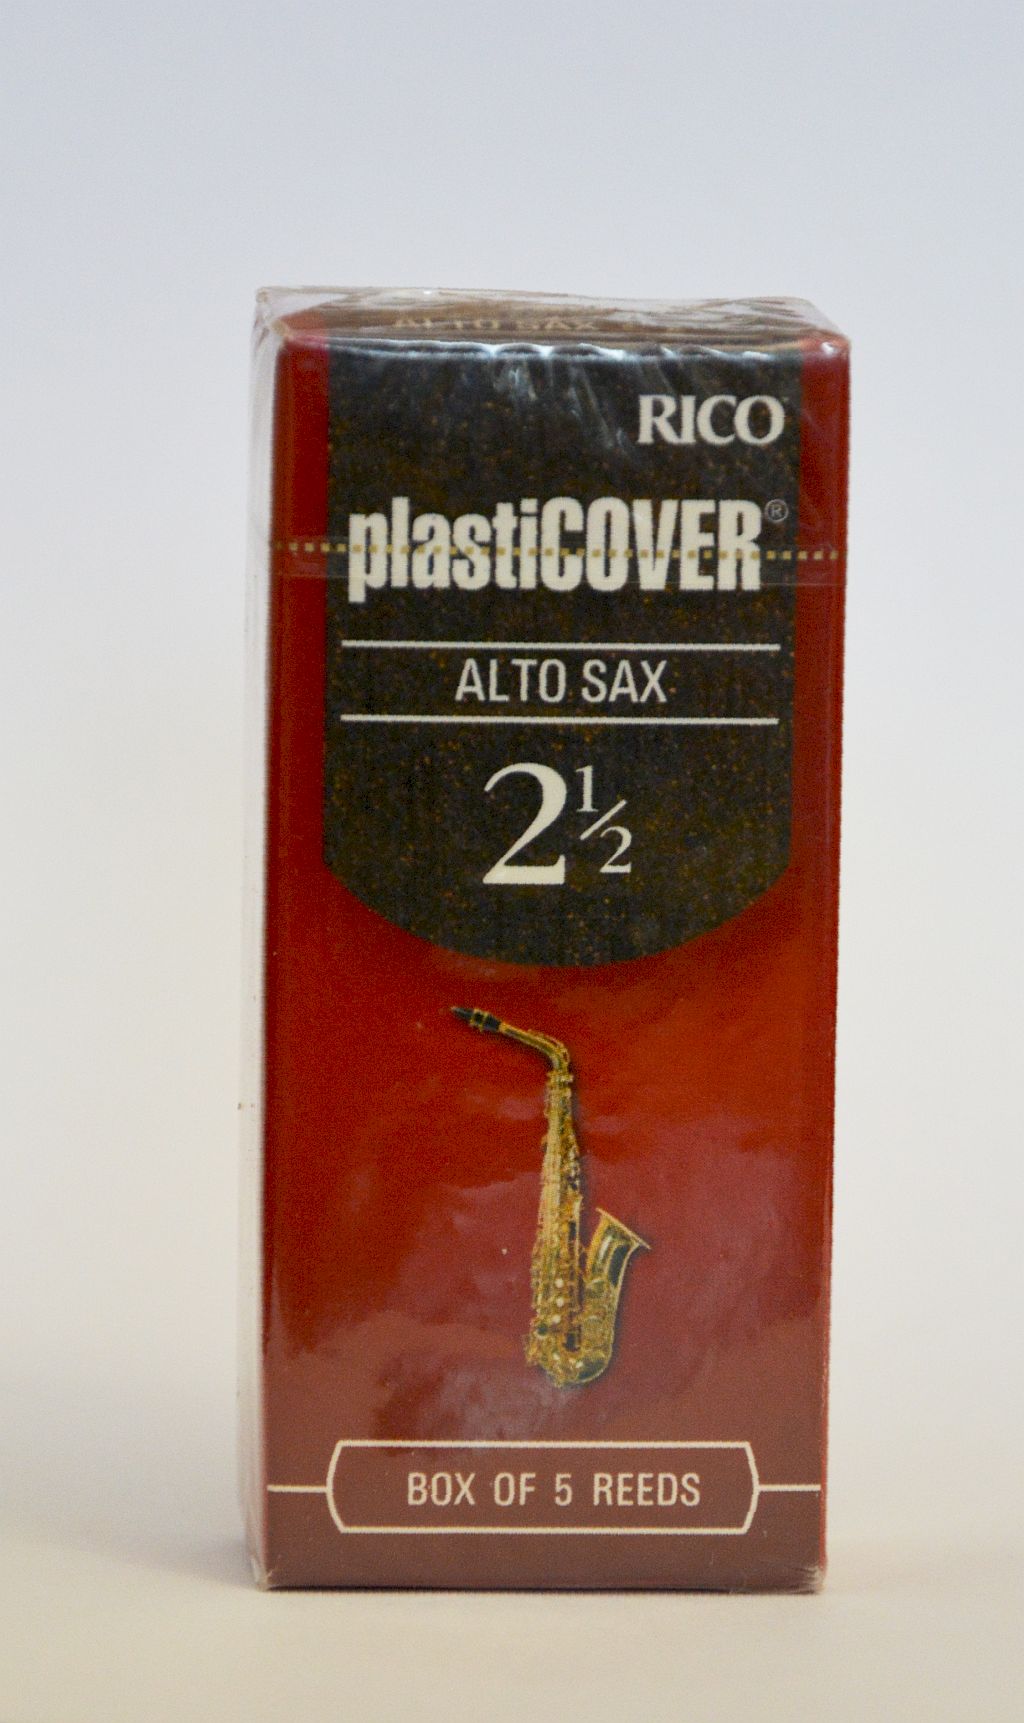 ALTO SAX
RICO
plastiCOVER®
ALTO SAX
2½
BOX OF 5 REEDS